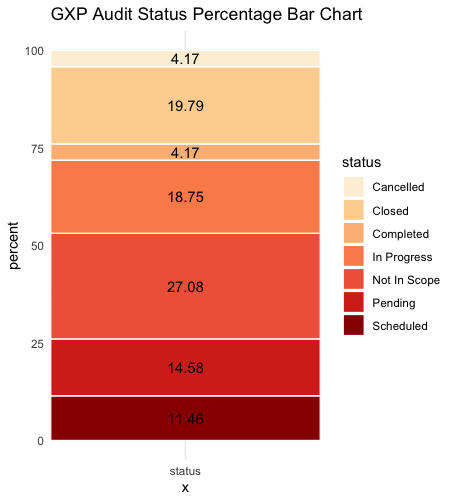 GXP Audit Status Percentage Bar Chart
100
75
50
25
0
percent
4.17
19.79
4.17
18.75
27.08
14.58
11.46
status
x
status
Cancelled
Closed
Completed
In Progress
Not In Scope
Pending
Scheduled